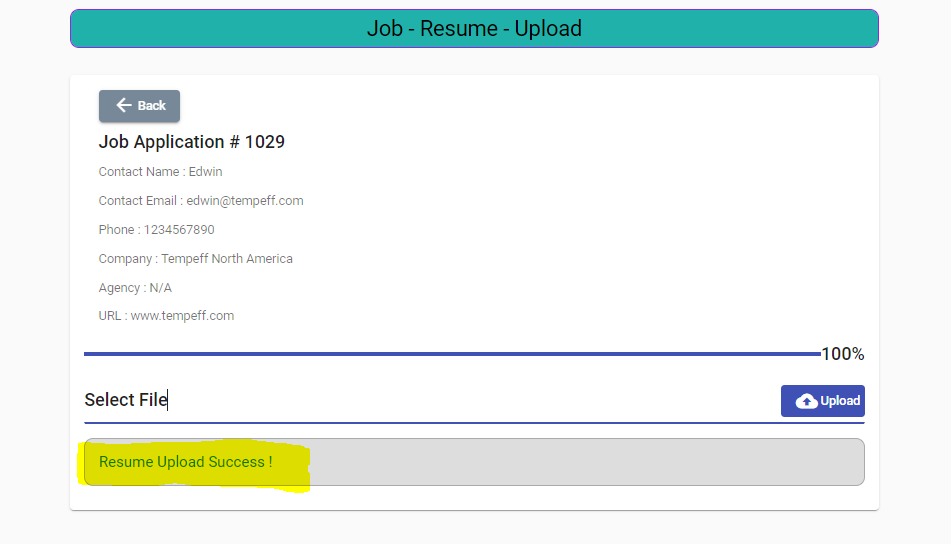 Job - Resume - Upload
Back
Job Application # 1029
Contact Name : Edwin
Contact Email : edwin@tempeff.com
Phone : 1234567890
Company : Tempeff North America
Agency : N/A
URL : www.tempeff.com
100%
Select File
Upload
Resume Upload Success !